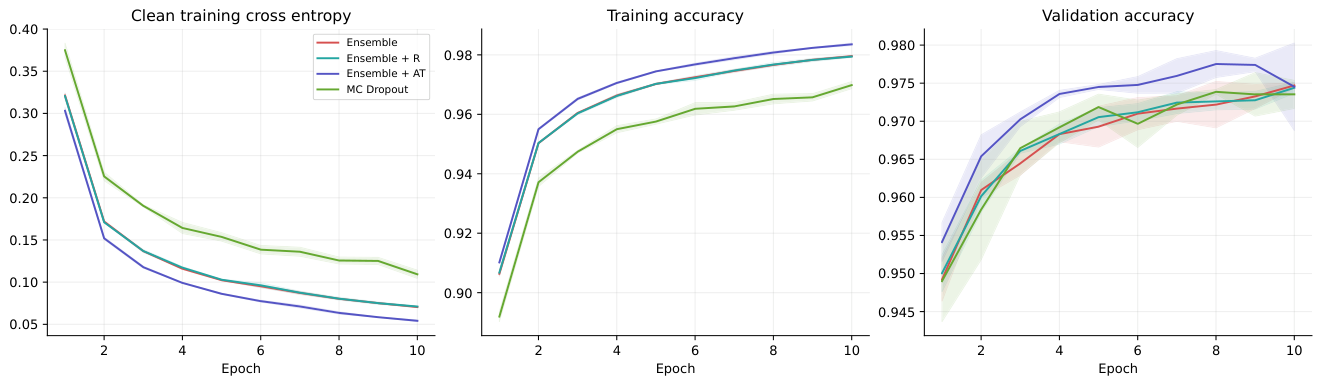 Clean training cross entropy
0.40
0.35
0.30
0.25
0.20
0.15
0.10
0.05
2 4 6 8 10
Epoch
Ensemble
Ensemble + R
Ensemble + AT
MC Dropout
Training accuracy
0.98
0.96
0.94
0.92
0.90
2 4 6 8 10
Epoch
Validation accuracy
0.980
0.975
0.970
0.965
0.960
0.955
0.950
0.945
2 4 6 8 10
Epoch